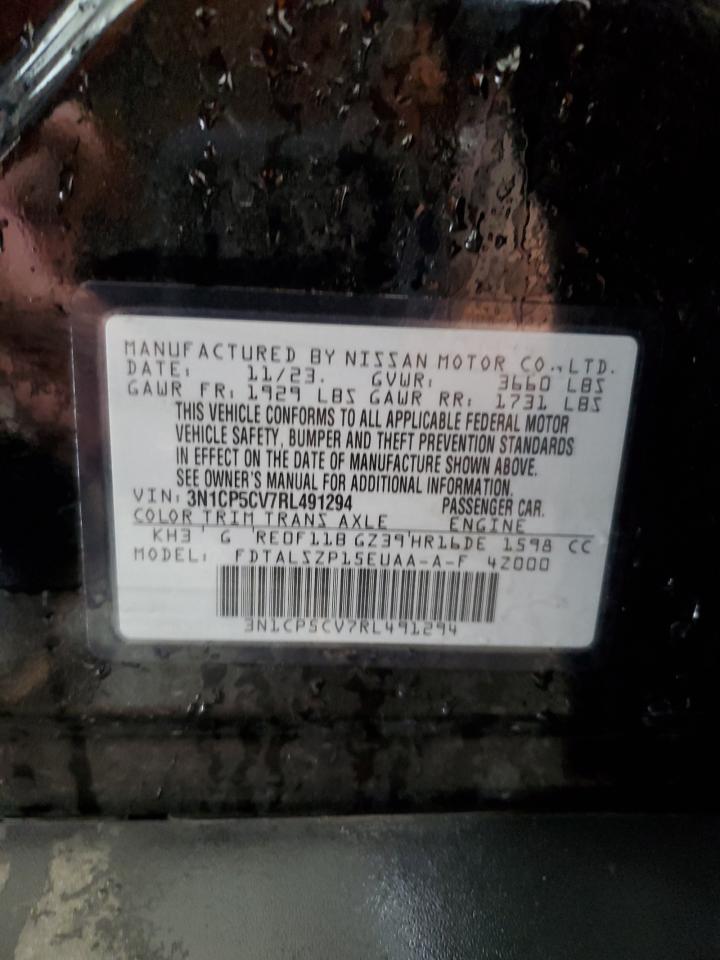 MANUFACTURED BY NISSAN MOTOR CO.,LTD.
DATE: 11/23. GVWR: 3660 LBS
GAWR FR: 1929 LBS GAWR RR: 1731 LBS
THIS VEHICLE CONFORMS TO ALL APPLICABLE FEDERAL MOTOR
VEHICLE SAFETY, BUMPER AND THEFT PREVENTION STANDARDS
IN EFFECT ON THE DATE OF MANUFACTURE SHOWN ABOVE.
SEE OWNER'S MANUAL FOR ADDITIONAL INFORMATION.
VIN: 3N1CP5CV7RL491294 PASSENGER CAR.
COLOR TRIM TRANS AXLE ENGINE
KH3 G RE0F11B GZ39 HR16DE 1598 CC
MODEL: FDTALSZP15EUAA-A-F 4Z000
3N1CP5CV7RL491294